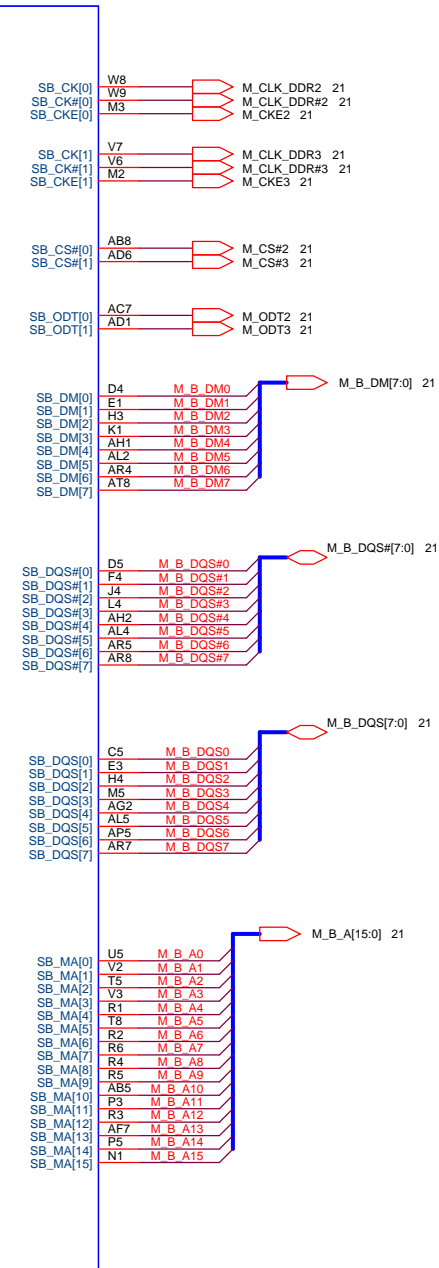 SB_CK[0] W8 M_CLK_DDR2 21
SB_CK#[0] W9 M_CLK_DDR#2 21
SB_CKE[0] M3 M_CKE2 21
SB_CK[1] V7 M_CLK_DDR3 21
SB_CK#[1] V6 M_CLK_DDR#3 21
SB_CKE[1] M2 M_CKE3 21
SB_CS#[0] AB8 M_CS#2 21
SB_CS#[1] AD6 M_CS#3 21
SB_ODT[0] AC7 M_ODT2 21
SB_ODT[1] AD1 M_ODT3 21
M_B_DM[7:0] 21
SB_DM[0] D4 M_B_DM0
SB_DM[1] E1 M_B_DM1
SB_DM[2] H3 M_B_DM2
SB_DM[3] K1 M_B_DM3
SB_DM[4] AH1 M_B_DM4
SB_DM[5] AL2 M_B_DM5
SB_DM[6] AR4 M_B_DM6
SB_DM[7] AT8 M_B_DM7
M_B_DQS#[7:0] 21
SB_DQS#[0] D5 M_B_DQS#0
SB_DQS#[1] F4 M_B_DQS#1
SB_DQS#[2] J4 M_B_DQS#2
SB_DQS#[3] L4 M_B_DQS#3
SB_DQS#[4] AH2 M_B_DQS#4
SB_DQS#[5] AL4 M_B_DQS#5
SB_DQS#[6] AR5 M_B_DQS#6
SB_DQS#[7] AR8 M_B_DQS#7
M_B_DQS[7:0] 21
SB_DQS[0] C5 M_B_DQS0
SB_DQS[1] E3 M_B_DQS1
SB_DQS[2] H4 M_B_DQS2
SB_DQS[3] M5 M_B_DQS3
SB_DQS[4] AG2 M_B_DQS4
SB_DQS[5] AL5 M_B_DQS5
SB_DQS[6] AP5 M_B_DQS6
SB_DQS[7] AR7 M_B_DQS7
M_B_A[15:0] 21
SB_MA[0] U5 M_B_A0
SB_MA[1] V2 M_B_A1
SB_MA[2] T5 M_B_A2
SB_MA[3] V3 M_B_A3
SB_MA[4] R1 M_B_A4
SB_MA[5] T8 M_B_A5
SB_MA[6] R2 M_B_A6
SB_MA[7] R6 M_B_A7
SB_MA[8] R4 M_B_A8
SB_MA[9] R5 M_B_A9
SB_MA[10] AB5 M_B_A10
SB_MA[11] P3 M_B_A11
SB_MA[12] R3 M_B_A12
SB_MA[13] AF7 M_B_A13
SB_MA[14] P5 M_B_A14
SB_MA[15] N1 M_B_A15